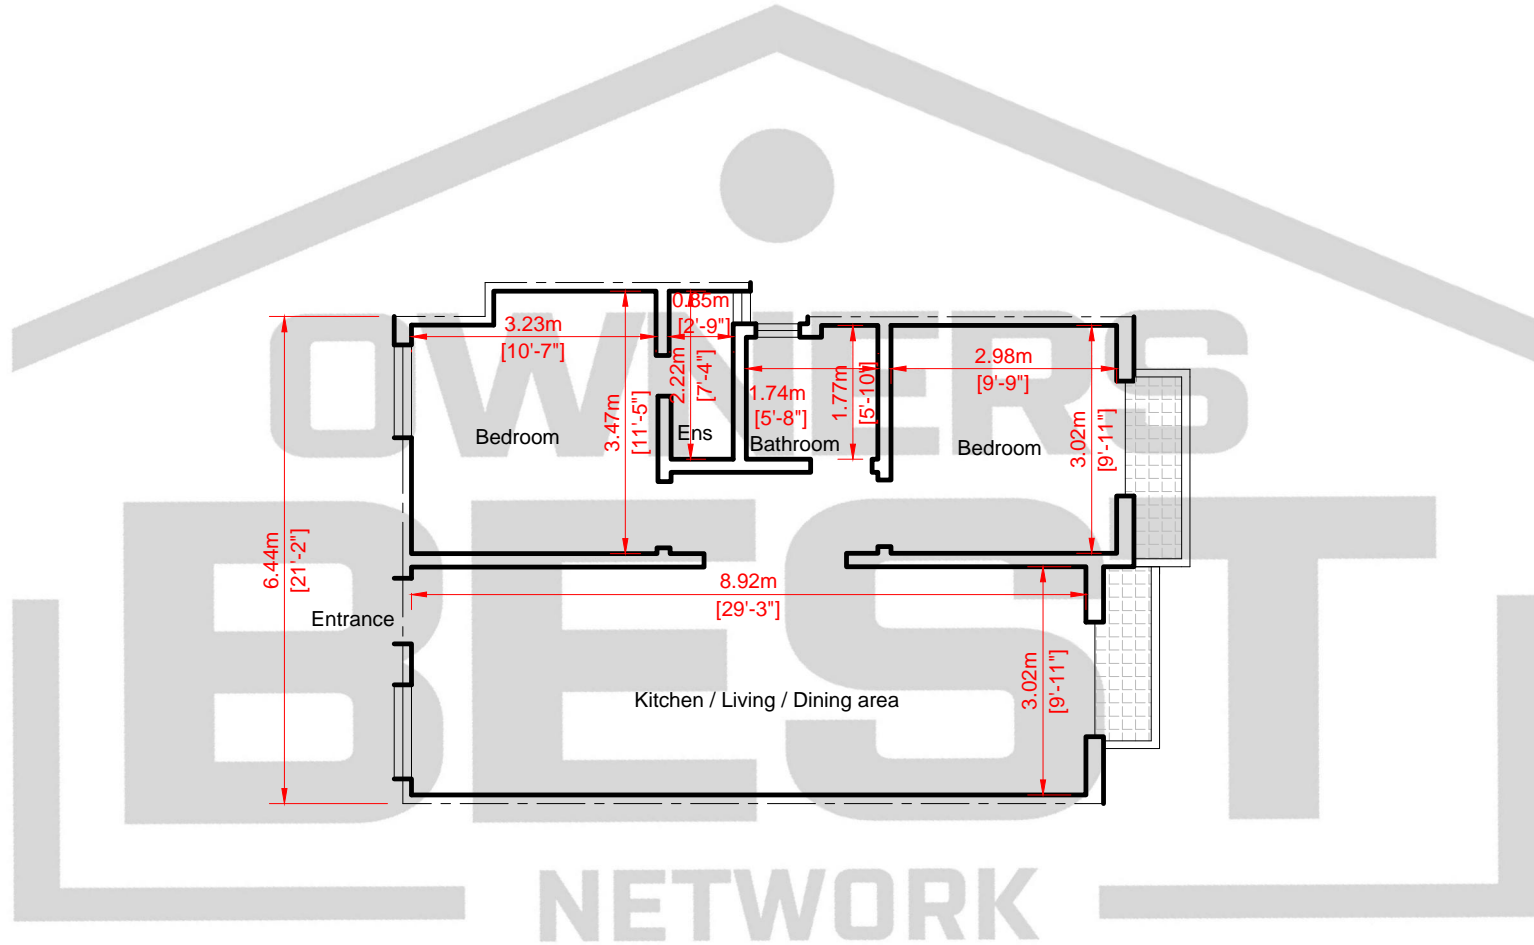 OWNERS
BEST
NETWORK
0.85m
[2'-9"]
3.23m
[10'-7"]
2.22m
[7'-4"]
2.98m
[9'-9"]
1.74m
[5'-8"]
1.77m
[5'-10"]
3.47m
[11'-5"]
Bedroom
Ens
Bathroom
Bedroom
3.02m
[9'-11"]
6.44m
[21'-2"]
8.92m
[29'-3"]
Entrance
Kitchen / Living / Dining area
3.02m
[9'-11"]